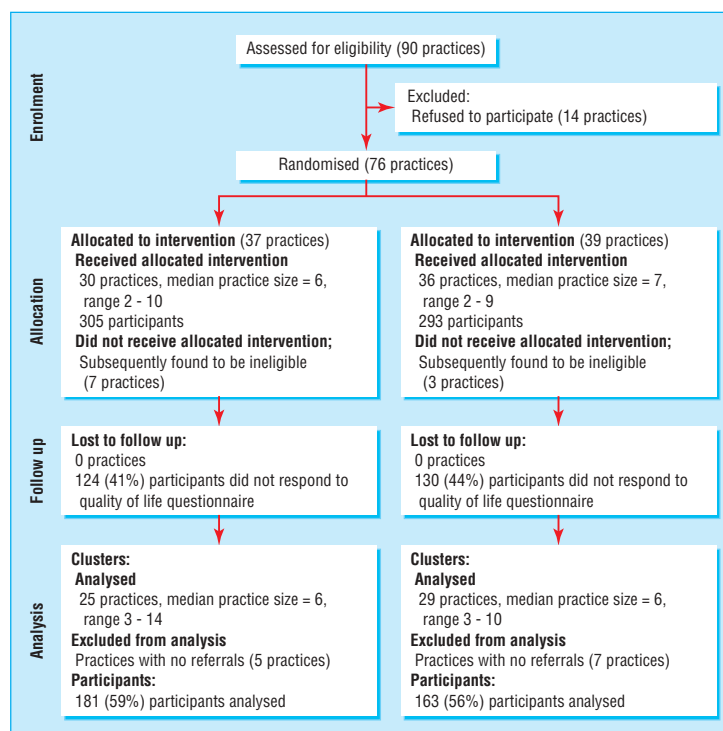 Enrolment
Assessed for eligibility (90 practices)
Excluded:
Refused to participate (14 practices)
Randomised (76 practices)
Allocation
Allocated to intervention (37 practices)
Received allocated intervention
30 practices, median practice size = 6,
range 2 - 10
305 participants
Did not receive allocated intervention;
Subsequently found to be ineligible
(7 practices)
Allocated to intervention (39 practices)
Received allocated intervention
36 practices, median practice size = 7,
range 2 - 9
293 participants
Did not receive allocated intervention;
Subsequently found to be ineligible
(3 practices)
Follow up
Lost to follow up:
0 practices
124 (41%) participants did not respond to
quality of life questionnaire
Lost to follow up:
0 practices
130 (44%) participants did not respond to
quality of life questionnaire
Analysis
Clusters:
Analysed
25 practices, median practice size = 6,
range 3 - 14
Excluded from analysis
Practices with no referrals (5 practices)
Participants:
181 (59%) participants analysed
Clusters:
Analysed
29 practices, median practice size = 6,
range 3 - 10
Excluded from analysis
Practices with no referrals (7 practices)
Participants:
163 (56%) participants analysed